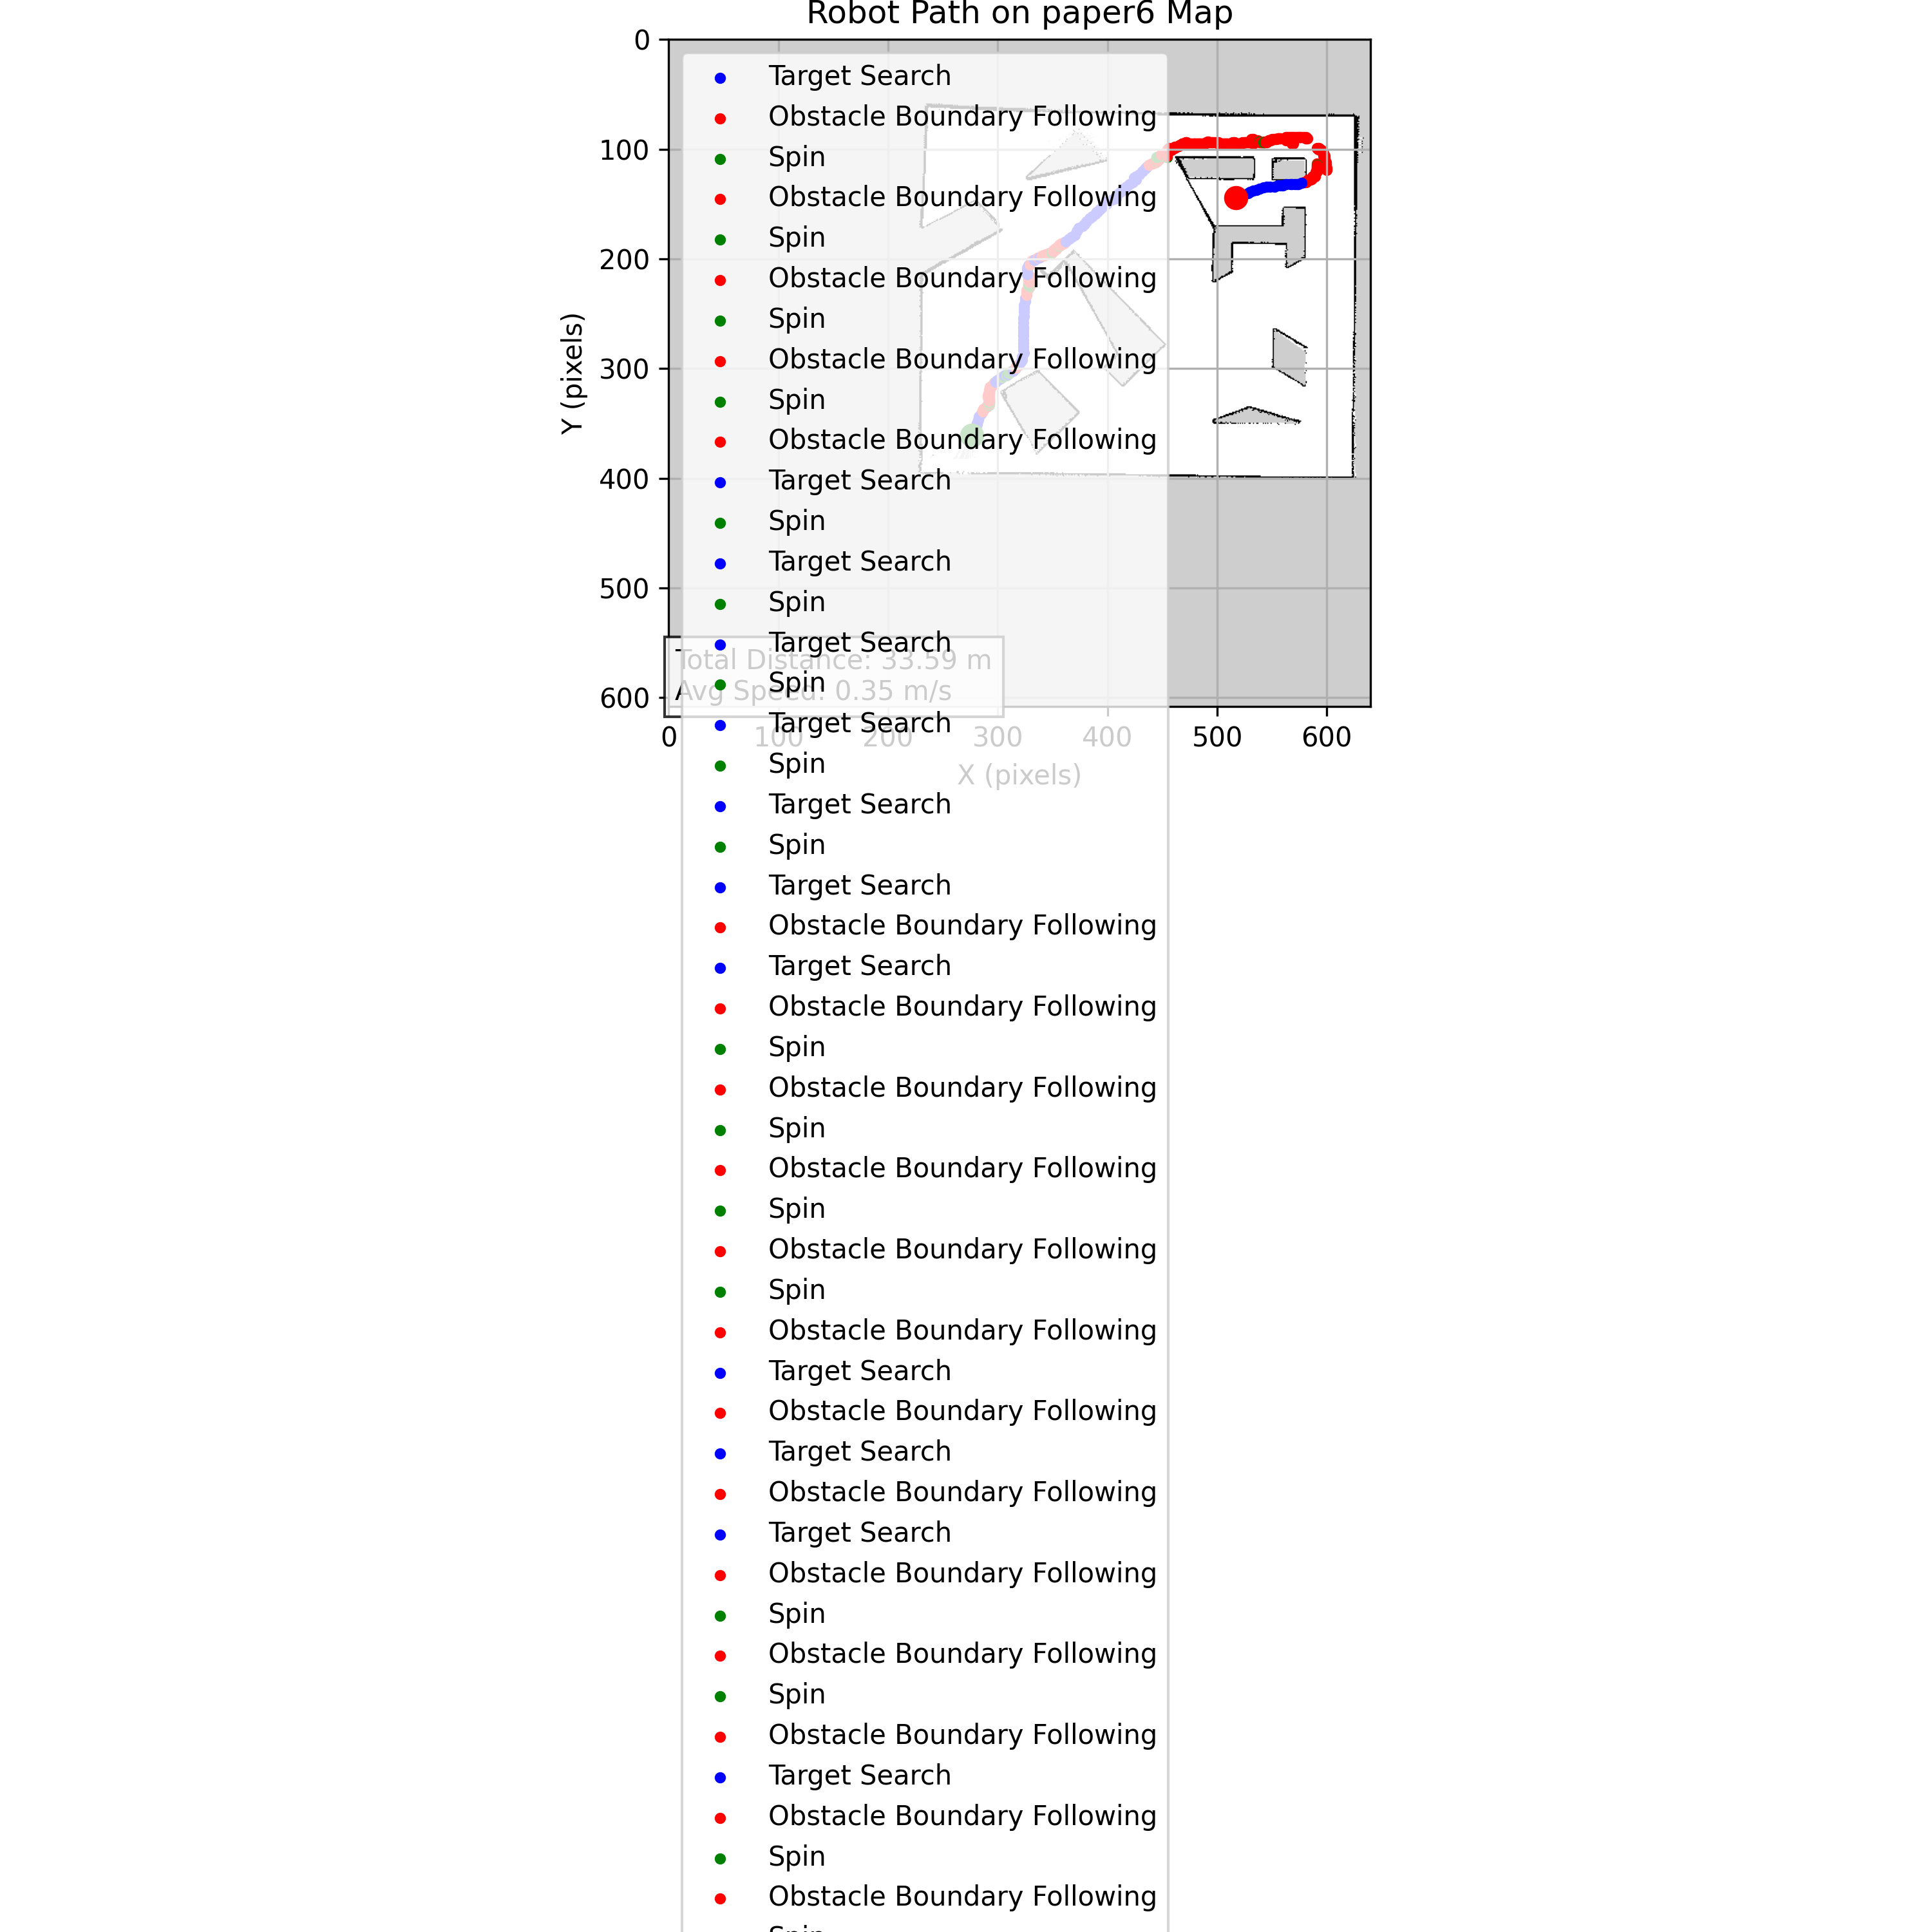 Robot Path on paper6 Map
0
100
200
300
400
500
600
Y (pixels)
Target Search
Obstacle Boundary Following
Spin
Obstacle Boundary Following
Spin
Obstacle Boundary Following
Spin
Obstacle Boundary Following
Spin
Obstacle Boundary Following
Target Search
Spin
Target Search
Spin
Target Search
Spin
Target Search
Spin
Target Search
Spin
Target Search
Obstacle Boundary Following
Target Search
Obstacle Boundary Following
Spin
Obstacle Boundary Following
Spin
Obstacle Boundary Following
Spin
Obstacle Boundary Following
Spin
Obstacle Boundary Following
Target Search
Obstacle Boundary Following
Target Search
Obstacle Boundary Following
Target Search
Obstacle Boundary Following
Spin
Obstacle Boundary Following
Spin
Obstacle Boundary Following
Target Search
Obstacle Boundary Following
Spin
Obstacle Boundary Following
Spin
Total Distance: 33.59 m
Avg Speed: 0.35 m/s
0 100 200 300 400 500 600
X (pixels)